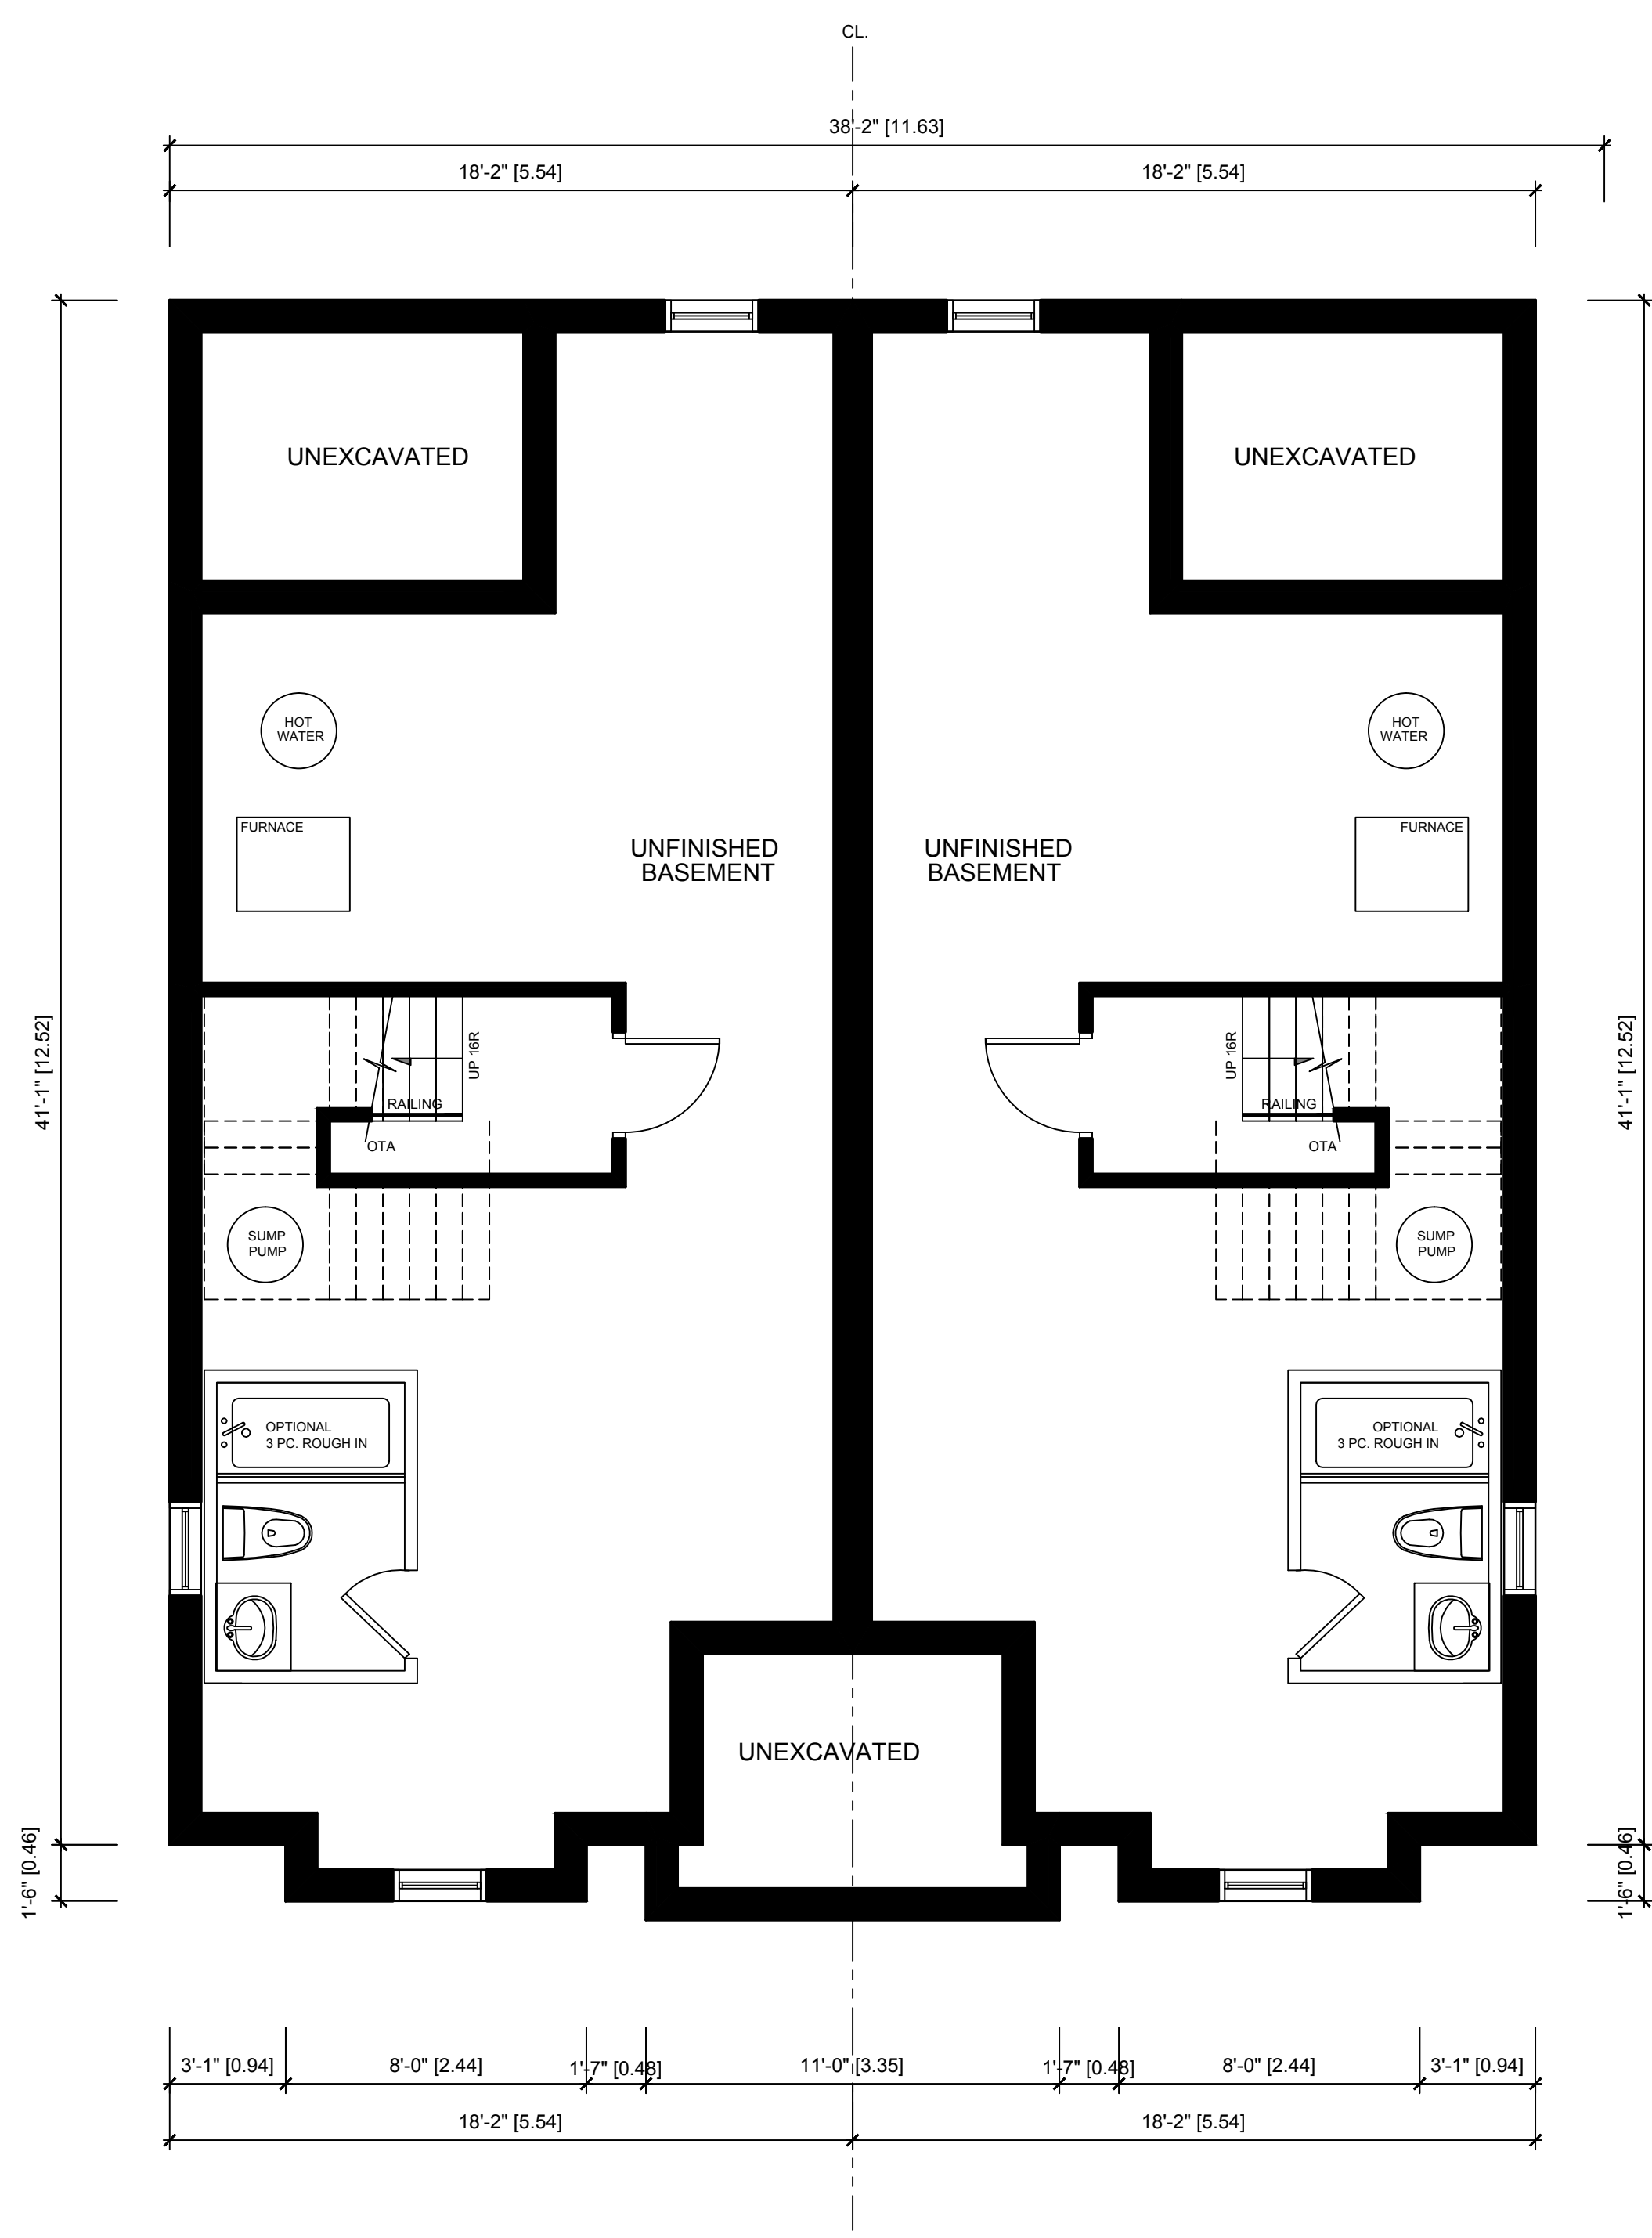 CL.
38'-2" [11.63]
18'-2" [5.54]
18'-2" [5.54]
UNEXCAVATED
UNEXCAVATED
HOT
WATER
HOT
WATER
FURNACE
FURNACE
UNFINISHED
BASEMENT
UNFINISHED
BASEMENT
41'-1" [12.52]
41'-1" [12.52]
UP 16R
UP 16R
RAILING
RAILING
OTA
OTA
SUMP
PUMP
SUMP
PUMP
OPTIONAL
3 PC. ROUGH IN
OPTIONAL
3 PC. ROUGH IN
UNEXCAVATED
1'-6" [0.46]
1'-6" [0.46]
3'-1" [0.94]
8'-0" [2.44]
1'-7" [0.48]
11'-0" [3.35]
1'-7" [0.48]
8'-0" [2.44]
3'-1" [0.94]
18'-2" [5.54]
18'-2" [5.54]